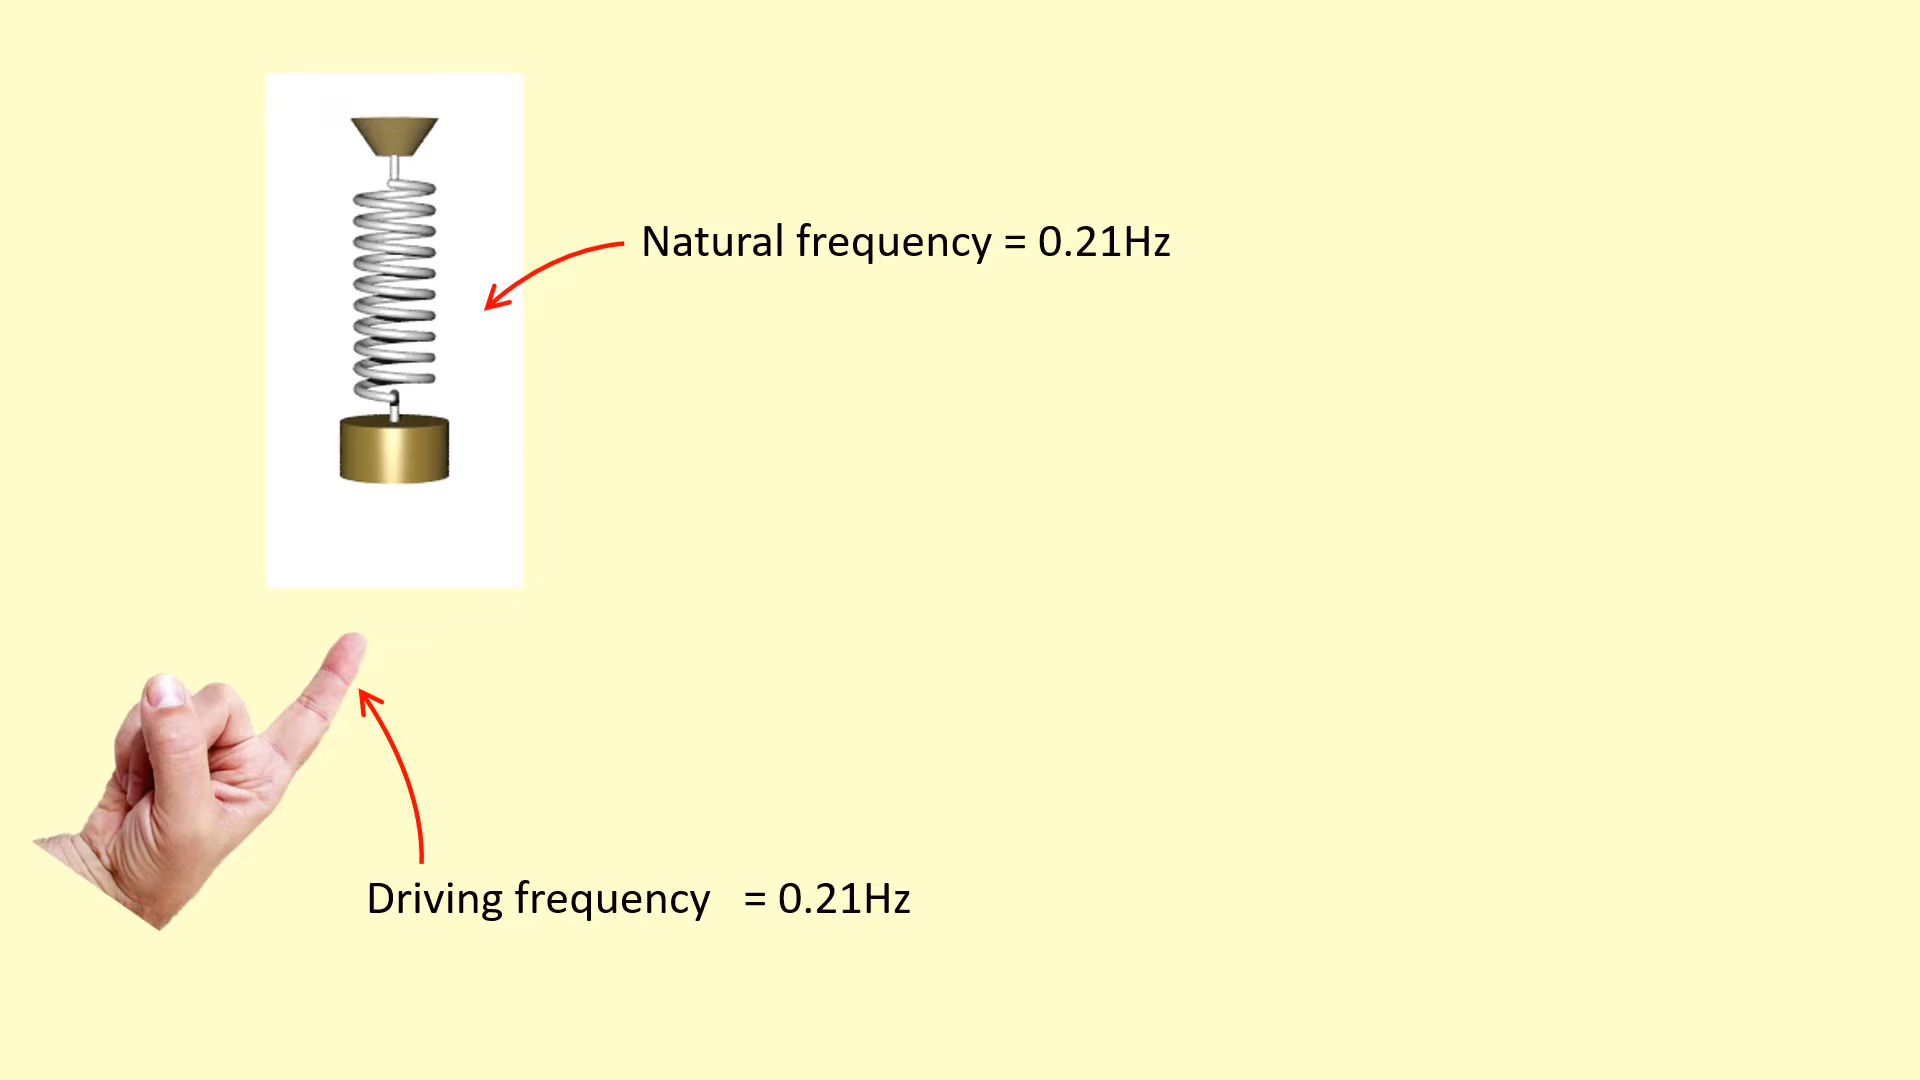 Natural frequency = 0.21Hz
Driving frequency = 0.21Hz